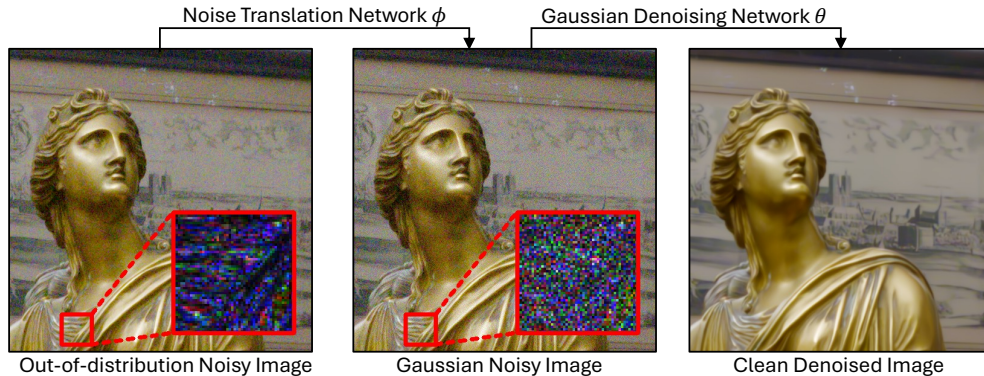 Noise Translation Network ϕ
Gaussian Denoising Network θ
Out-of-distribution Noisy Image
Gaussian Noisy Image
Clean Denoised Image